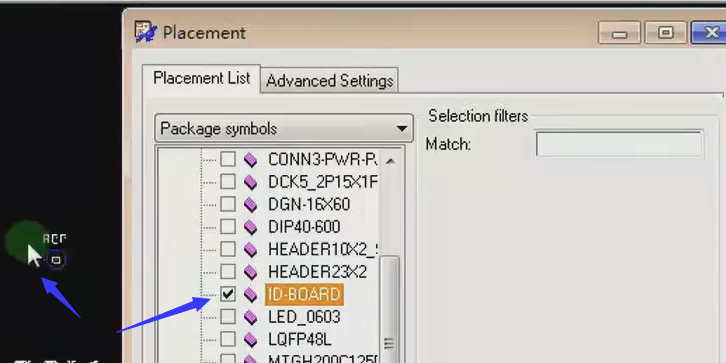 Placement
Placement List
Advanced Settings
Package symbols
Selection filters
Match:
CONN3-PWR-P
DCK5_2P15X1F
DGN-16X60
DIP40-600
HEADER10X2_
HEADER23X2
ID-BOARD
LED_0603
LQFP48L
MTGH200C125